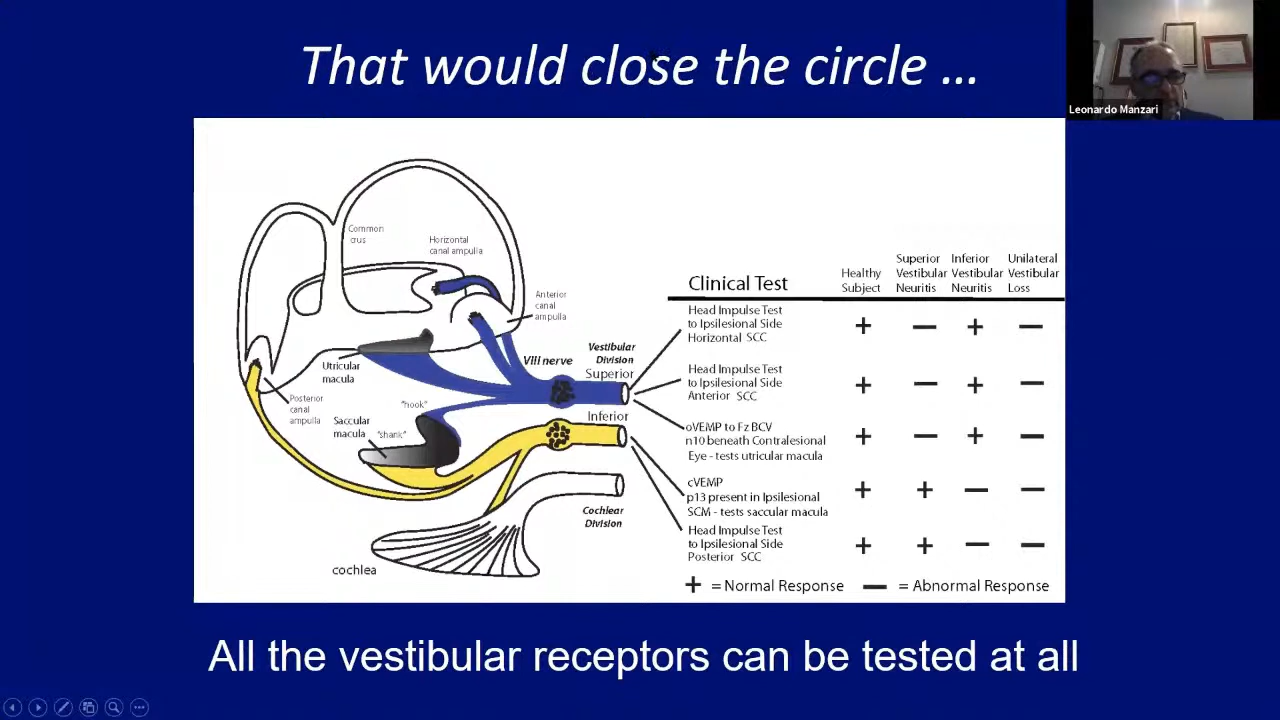 That would close the circle ...
Leonardo Manzari
Common
crus
Horizontal
canal ampulla
Anterior
canal
ampulla
Utricular
macula
VIII nerve
Vestibular
Division
Superior
Posterior
canal
ampulla
Saccular
macula
"hook"
"shank"
Inferior
Cochlear
Division
cochlea
Clinical Test
Healthy
Subject
Superior
Vestibular
Neuritis
Inferior
Vestibular
Neuritis
Unilateral
Vestibular
Loss
Head Impulse Test
to Ipsilesional Side
Horizontal SCC
+ — + —
Head Impulse Test
to Ipsilesional Side
Anterior SCC
+ — + —
oVEMP to Fz BCV
n10 beneath Contralesional
Eye - tests utricular macula
+ — + —
cVEMP
p13 present in Ipsilesional
SCM - tests saccular macula
+ + — —
Head Impulse Test
to Ipsilesional Side
Posterior SCC
+ + — —
+ = Normal Response — = Abnormal Response
All the vestibular receptors can be tested at all